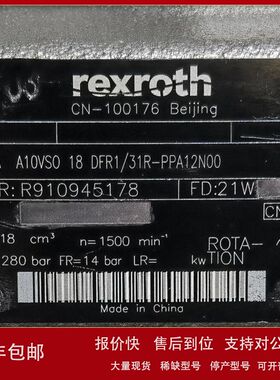 rexroth
CN-100176 Beijing
A10VSO 18 DFR1/31R-PPA12N00
R: R910945178 FD:21W
CN
18 cm³ n= 1500 min⁻¹ ROTA-
280 bar FR= 14 bar LR= kw TION
Made in China
包邮 报价快 售后到位 支持对
大量现货 稀缺型号 停产型号 可